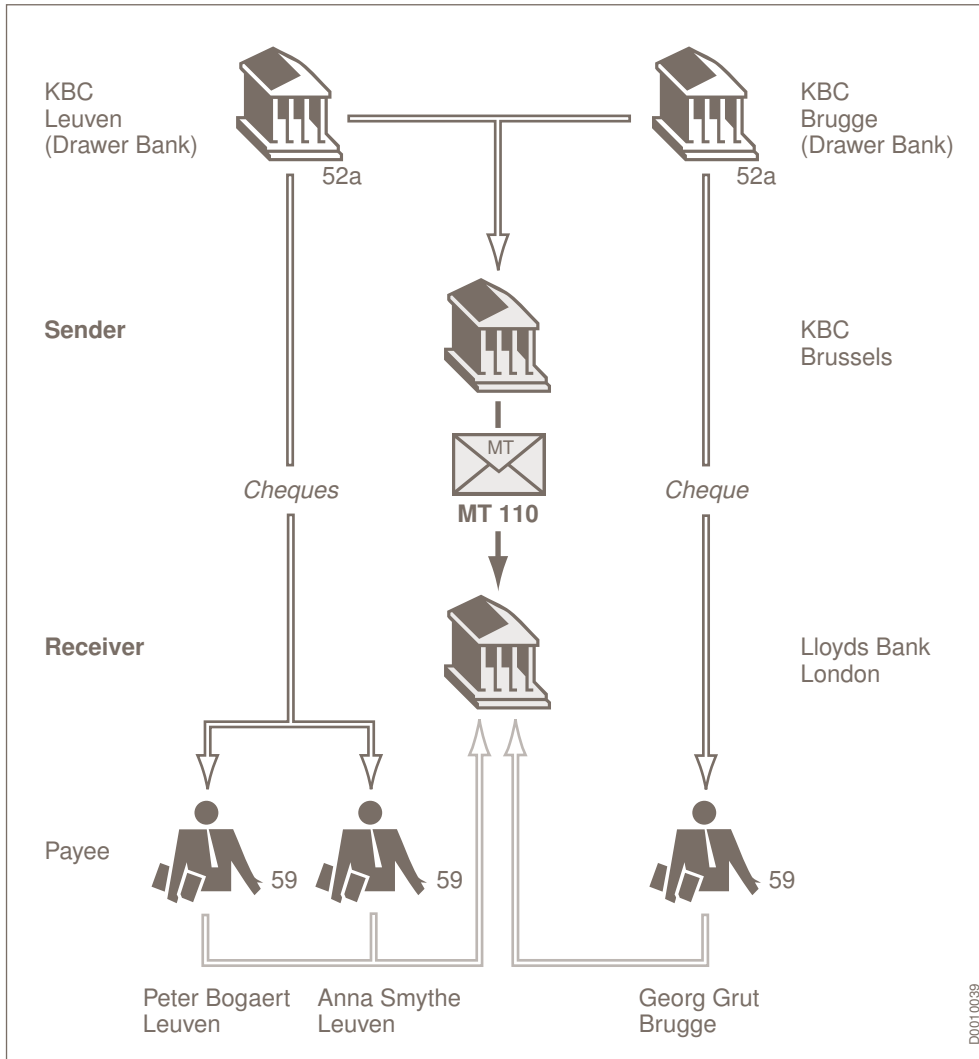 KBC
Leuven
(Drawer Bank)
52a
KBC
Brugge
(Drawer Bank)
52a
Sender
KBC
Brussels
MT
Cheques
MT 110
Cheque
Receiver
Lloyds Bank
London
Payee
59
59
59
Peter Bogaert
Leuven
Anna Smythe
Leuven
Georg Grut
Brugge
D0010039